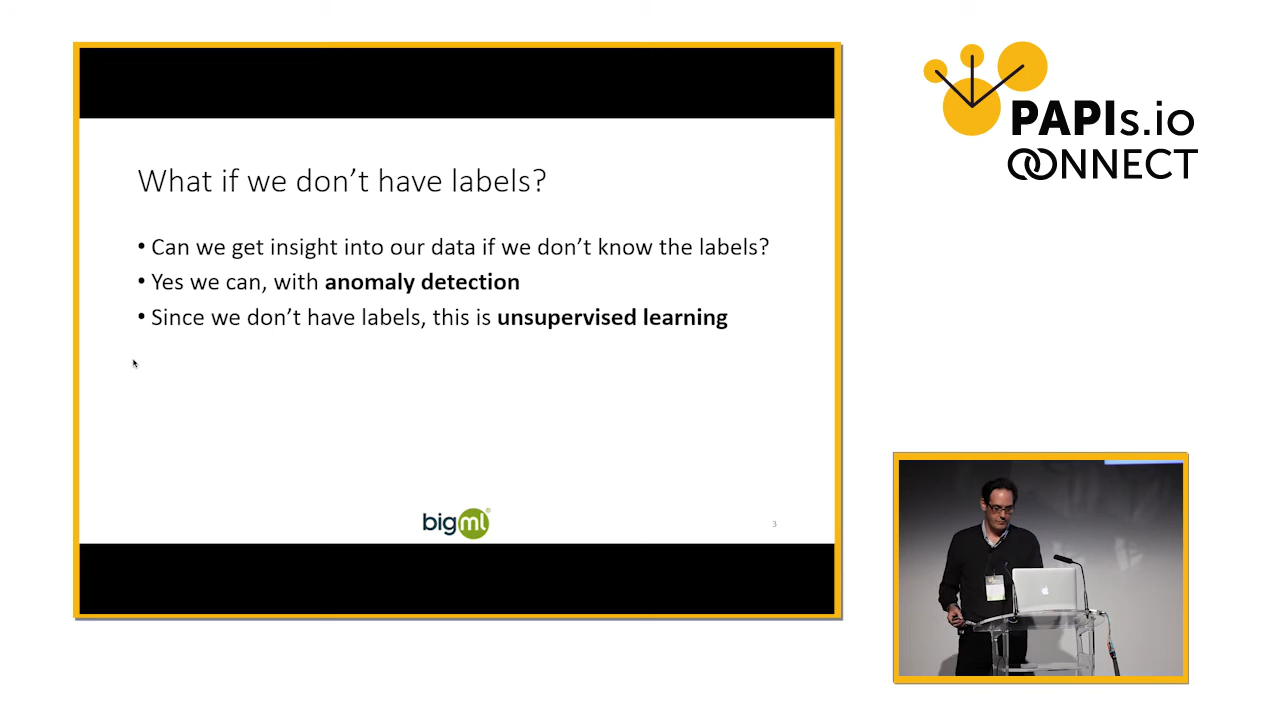 What if we don’t have labels?
• Can we get insight into our data if we don’t know the labels?
• Yes we can, with anomaly detection
• Since we don’t have labels, this is unsupervised learning
bigml
3
PAPIs.io
CONNECT